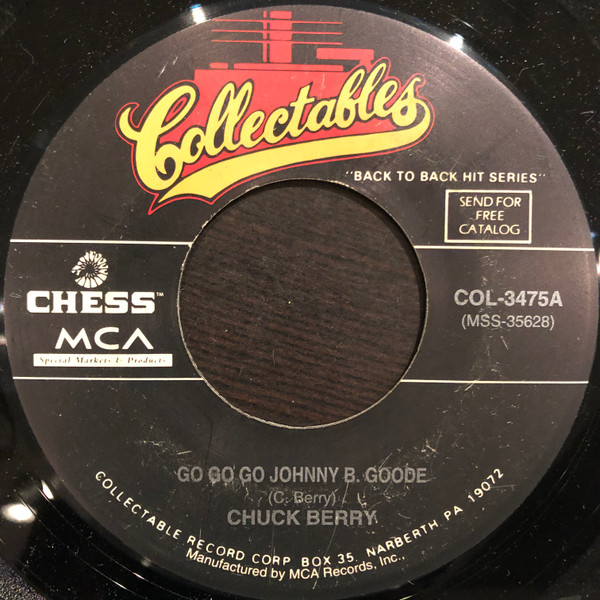 Collectables
"BACK TO BACK HIT SERIES"
SEND FOR
FREE
CATALOG
CHESS™
MCA
Special Markets & Products
COL-3475A
(MSS-35628)
GO GO GO JOHNNY B. GOODE
(C. Berry)
CHUCK BERRY
COLLECTABLE RECORD CORP BOX 35 NARBERTH PA 19072
Manufactured by MCA Records, Inc.,